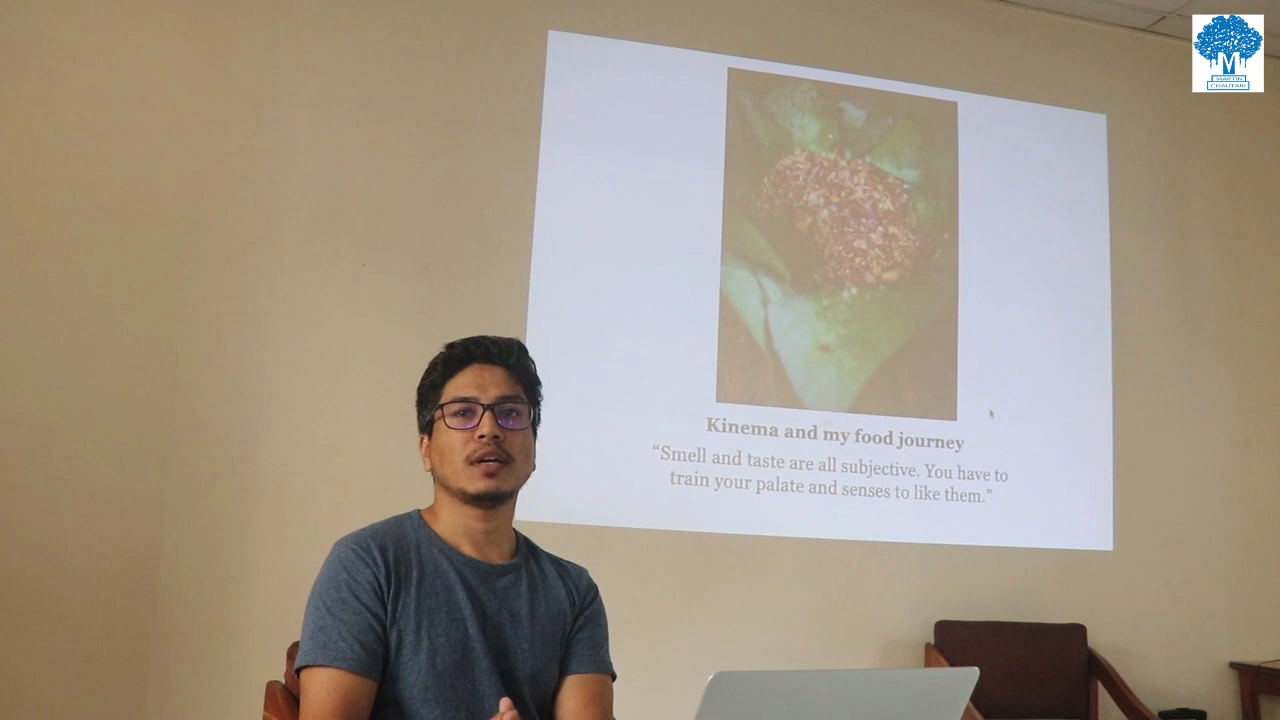 M
MARTIN
CHAUTARI
Kinema and my food journey
“Smell and taste are all subjective. You have to
train your palate and senses to like them.”